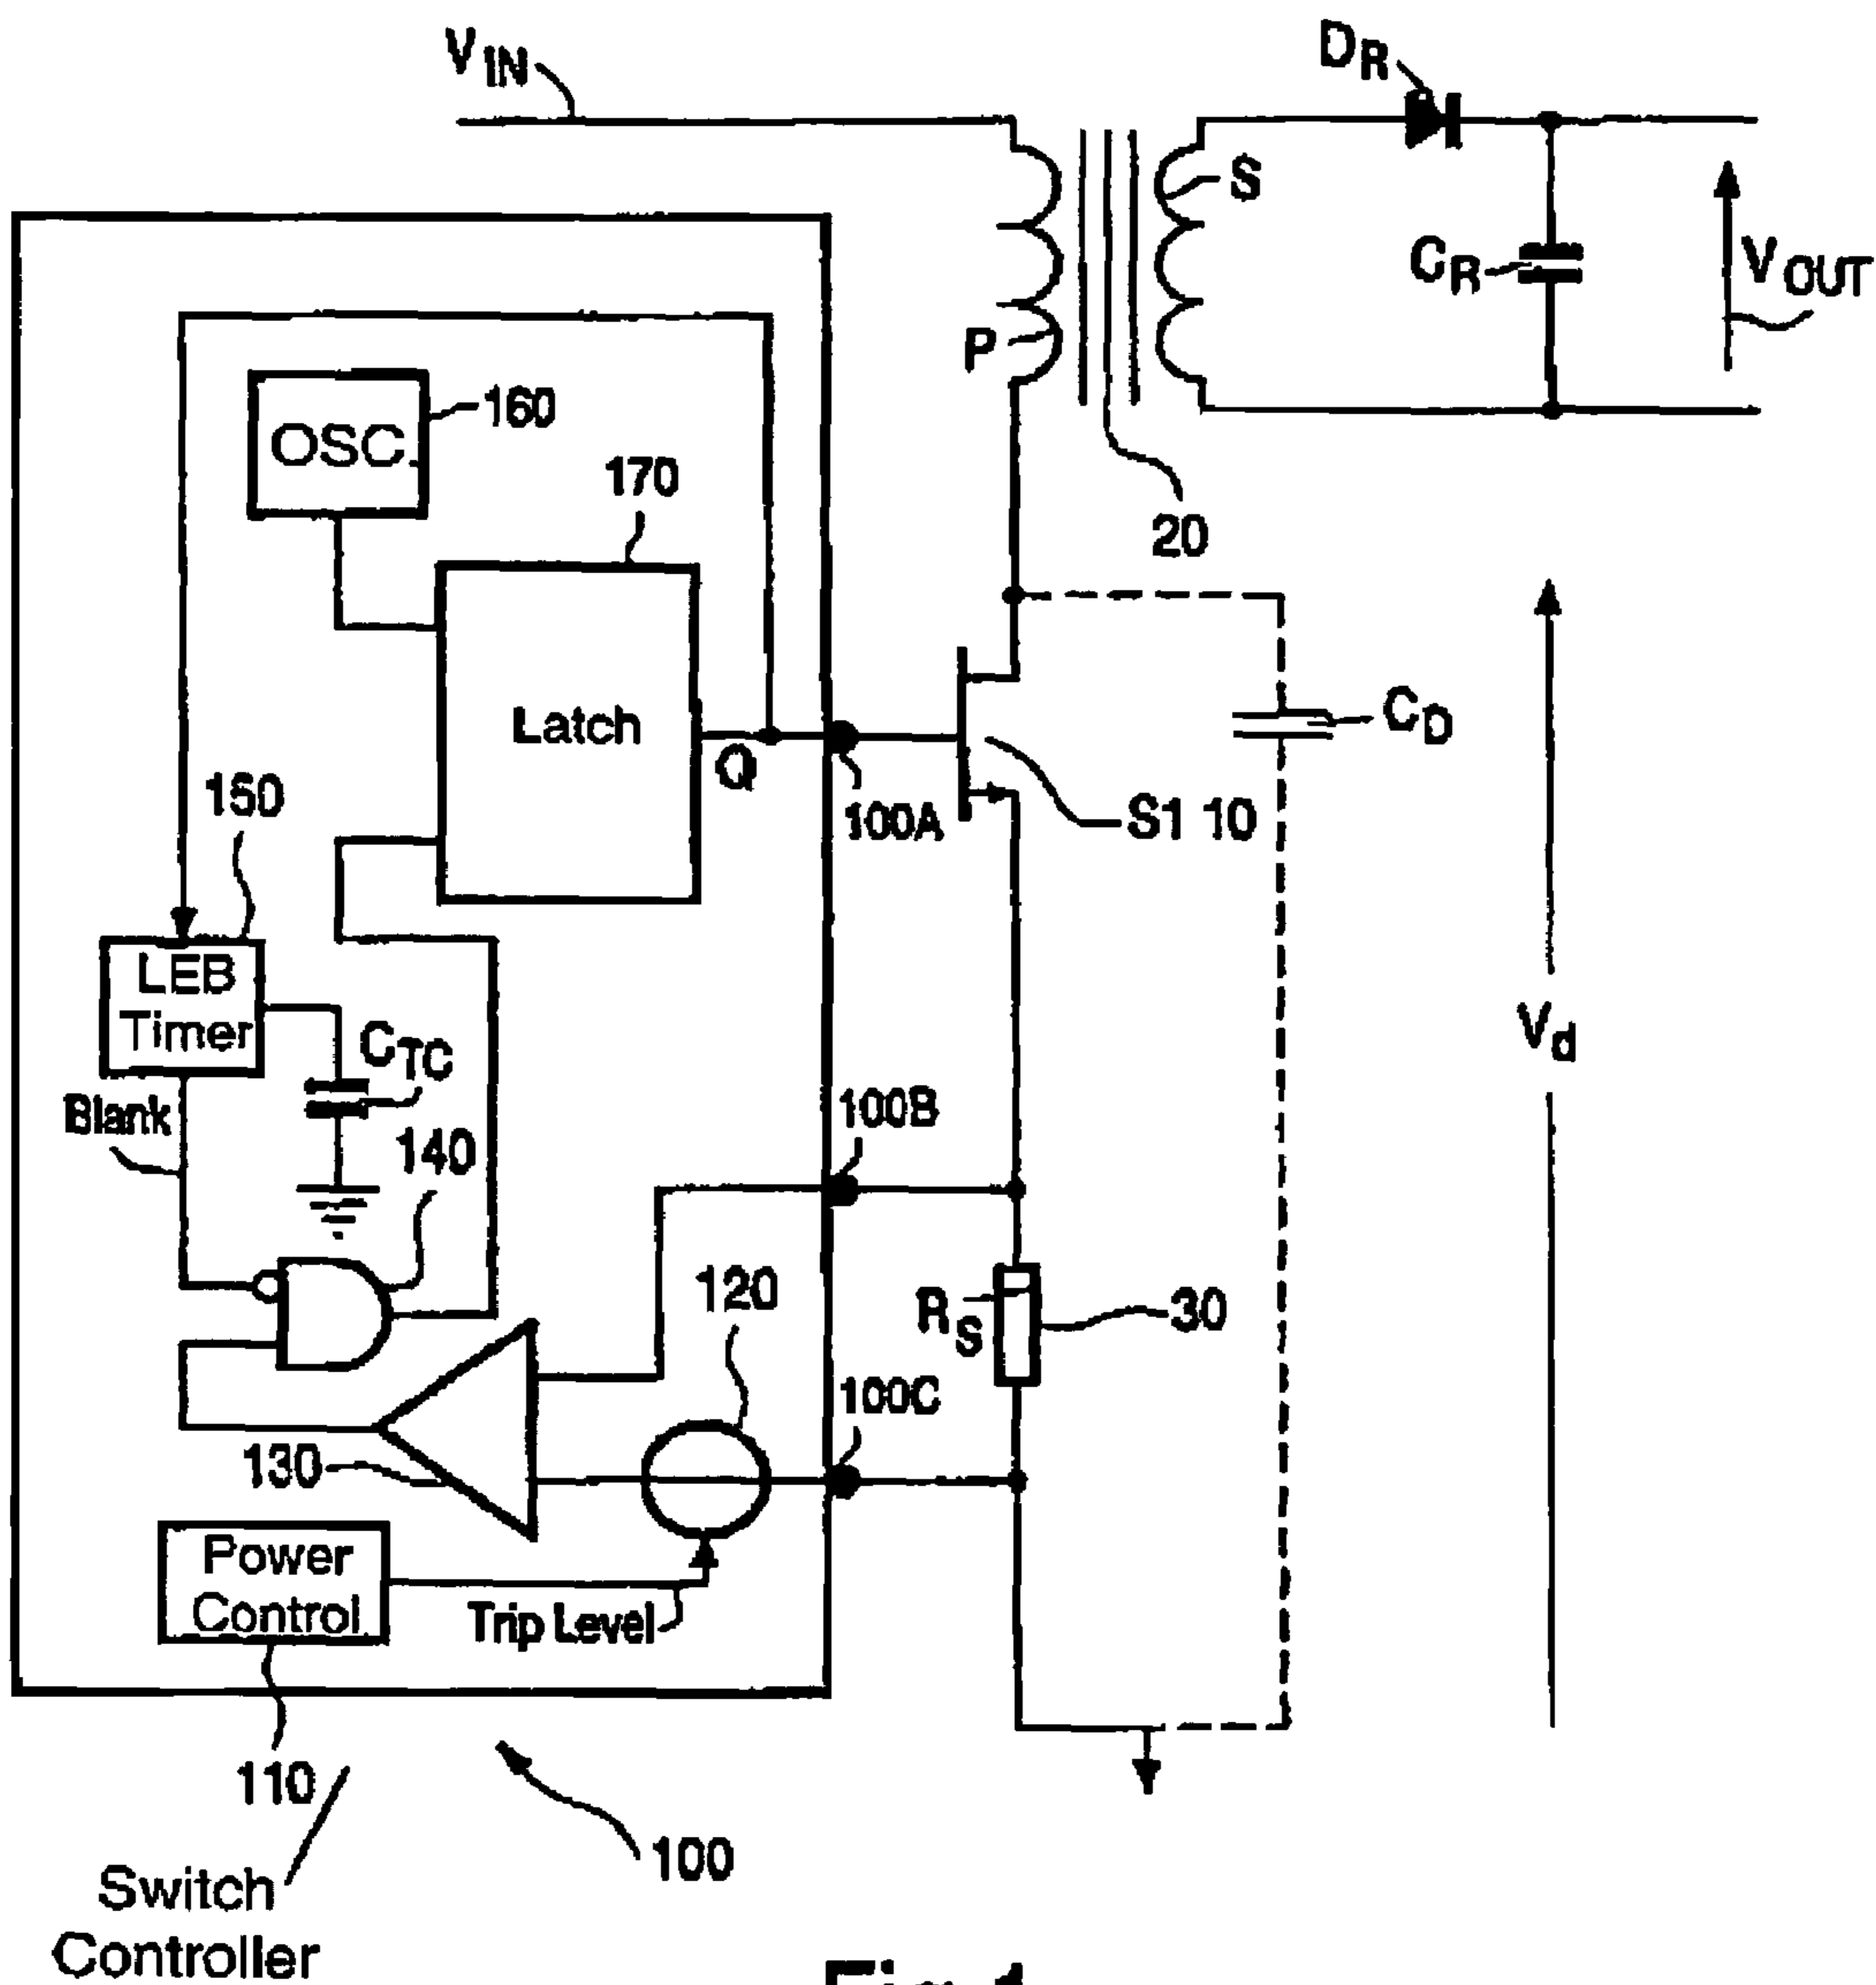 VIN
DR
S
CR
VOUT
P
OSC
160
170
20
Latch
Q
CD
150
100A
S1 10
LEB
Timer
CTC
Vd
Blank
140
100B
120
RS
30
100C
130
Power
Control
Trip Level
110
100
Switch
Controller